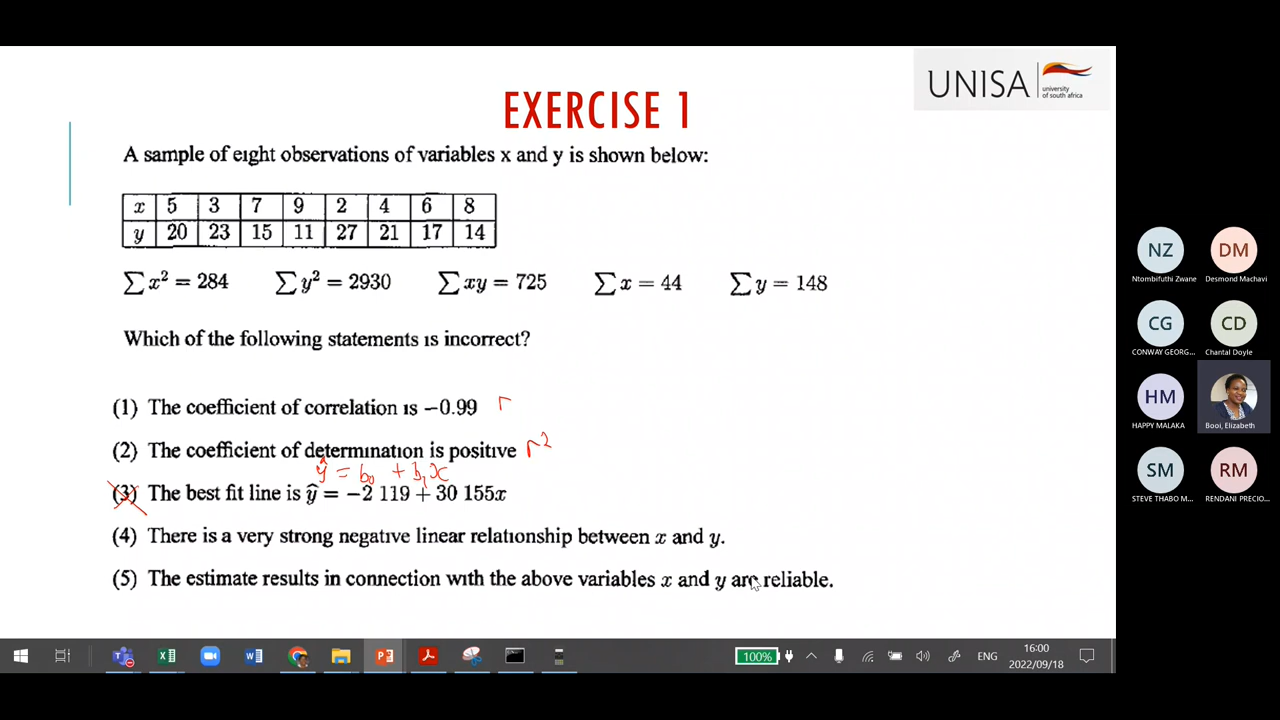 UNISA
university
of south africa
EXERCISE 1
A sample of eight observations of variables x and y is shown below:
x 5 3 7 9 2 4 6 8
y 20 23 15 11 27 21 17 14
∑x² = 284 ∑y² = 2930 ∑xy = 725 ∑x = 44 ∑y = 148
Which of the following statements is incorrect?
(1) The coefficient of correlation is −0.99 r
(2) The coefficient of determination is positive r²
ŷ = b₀ + b₁x
(3) The best fit line is ŷ = −2 119 + 30 155x
(4) There is a very strong negative linear relationship between x and y.
(5) The estimate results in connection with the above variables x and y are reliable.
NZ
Ntombifuthi Zwane
DM
Desmond Machavi
CG
CONWAY GEORG...
CD
Chantal Doyle
HM
HAPPY MALAKA
Booi, Elizabeth
SM
STEVE THABO M...
RM
RENDANI PRECIO...
100%
ENG
16:00
2022/09/18